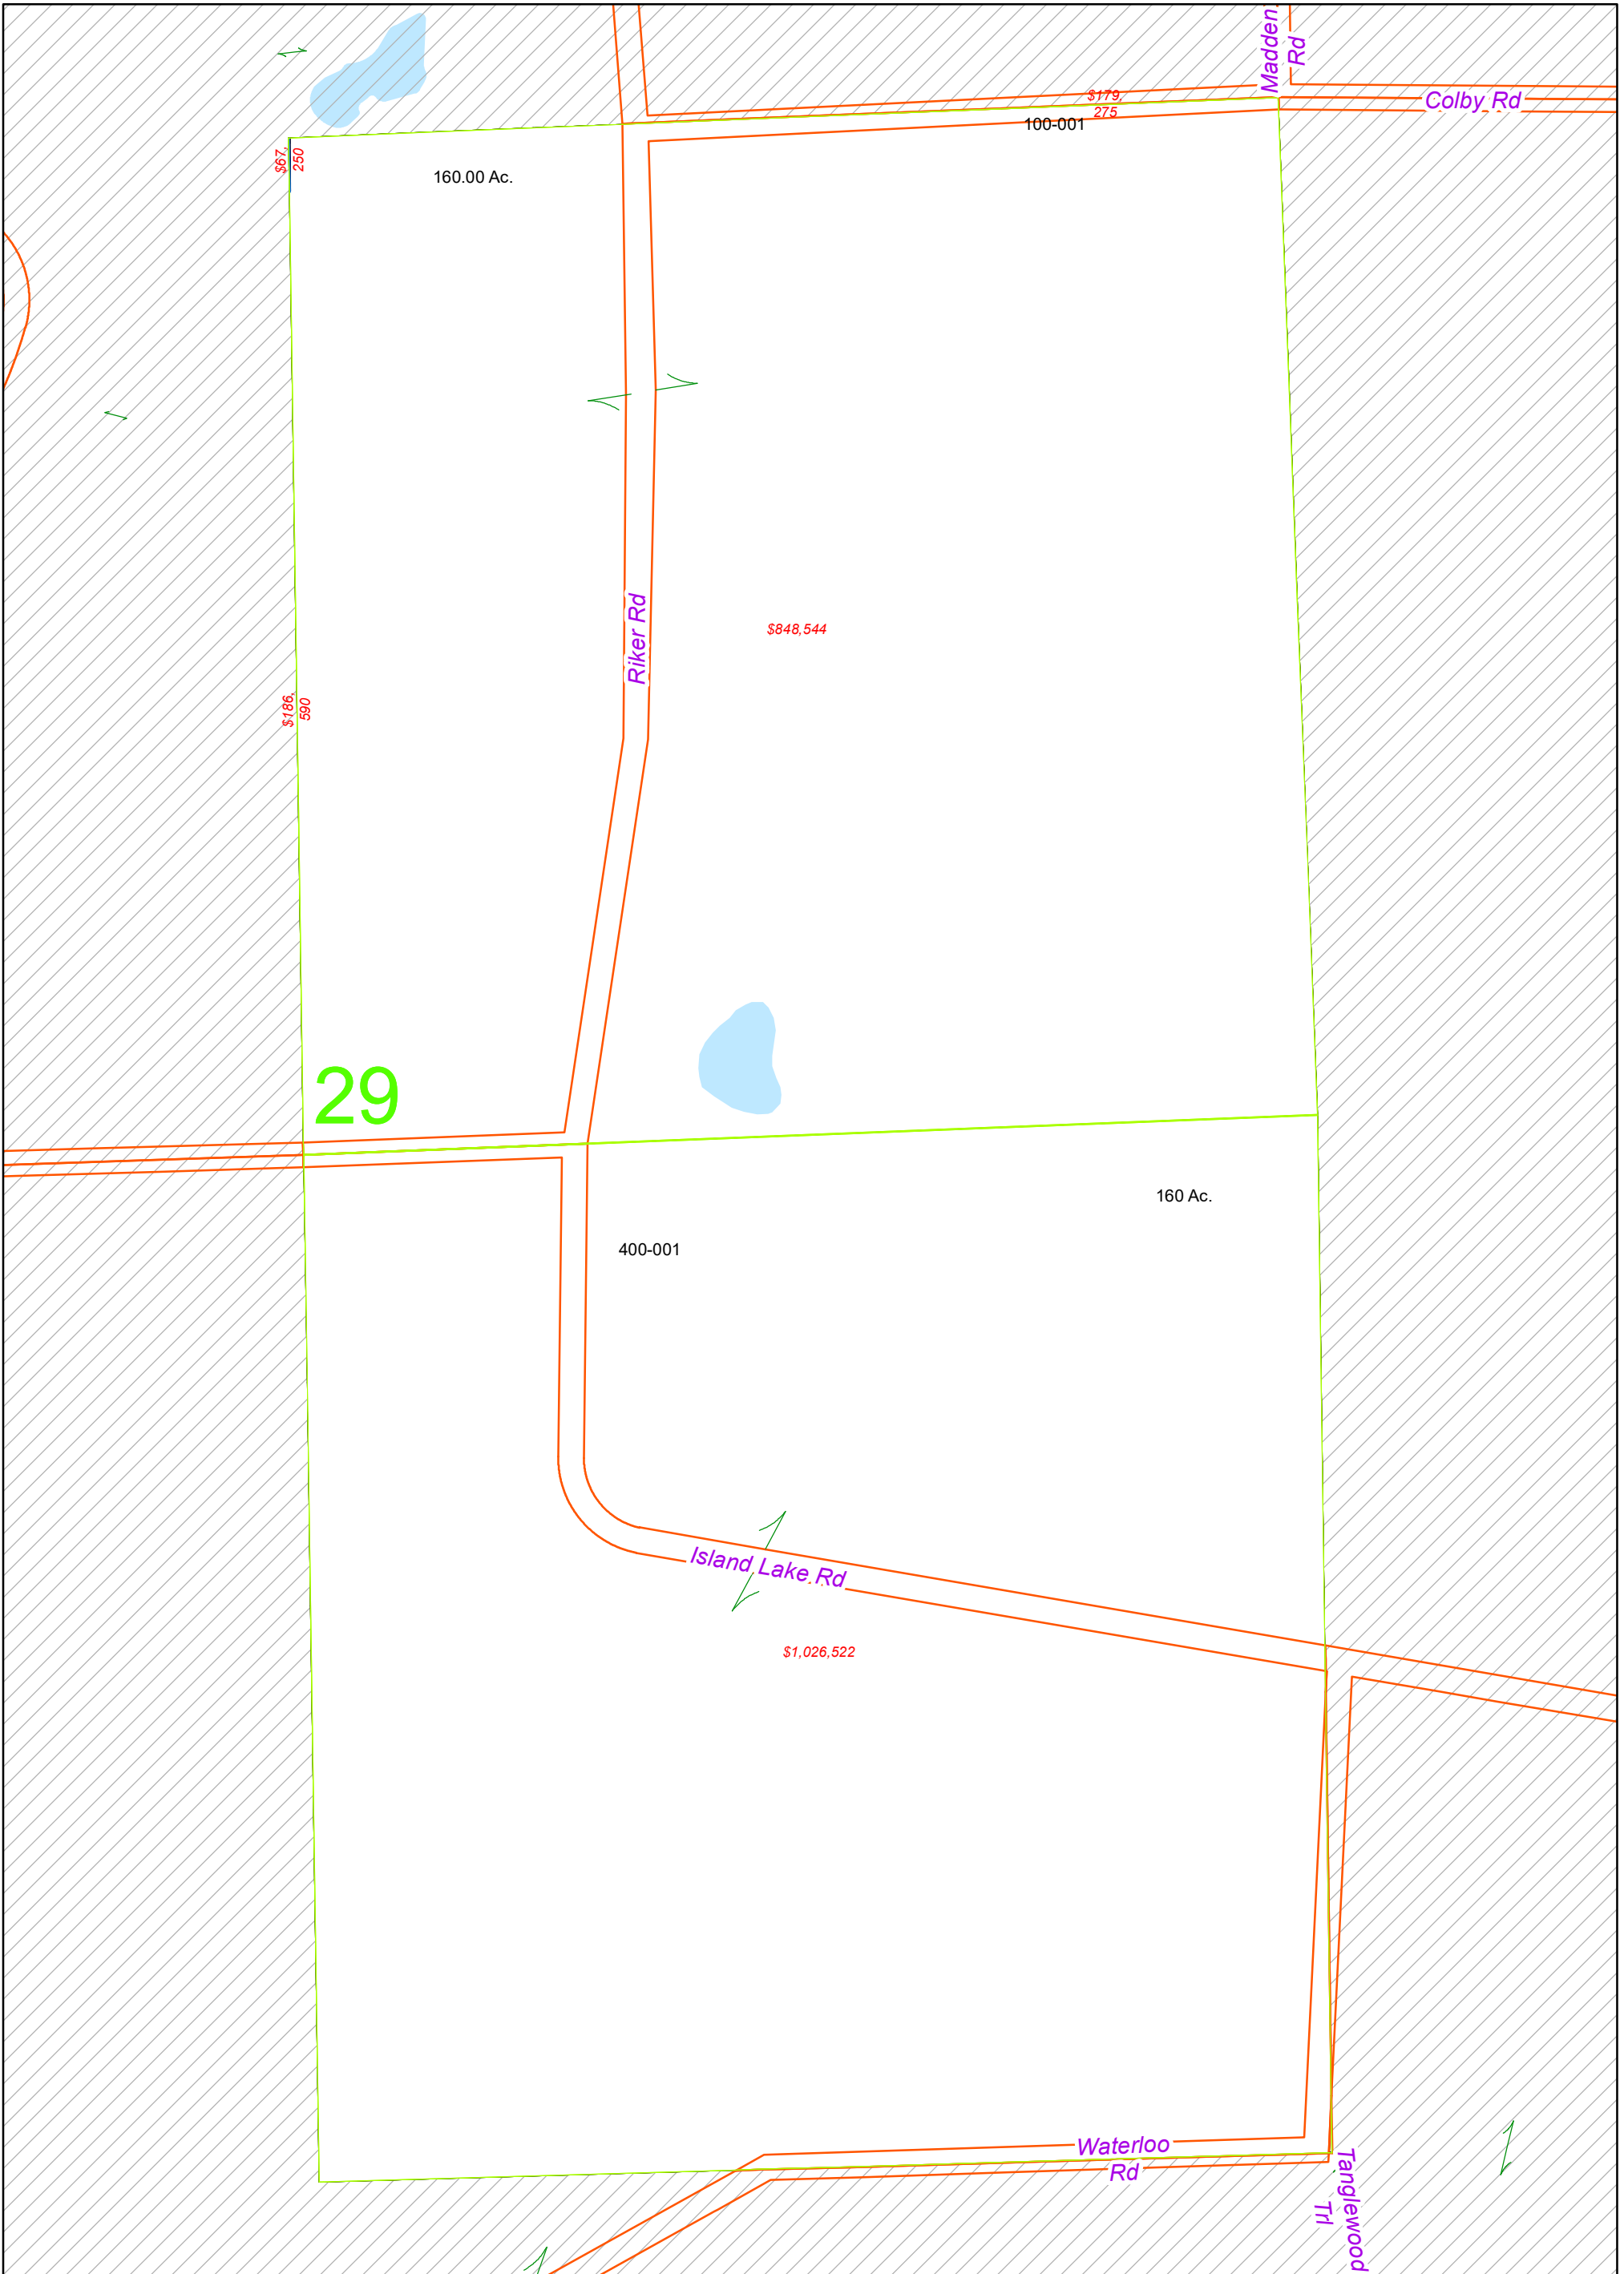 Madden
Rd
$179,
275
Colby Rd
100-001
$67,
250
160.00 Ac.
Riker Rd
$848,544
$186,
590
29
160 Ac.
400-001
Island Lake Rd
$1,026,522
Waterloo
Rd
Tanglewood
Trl